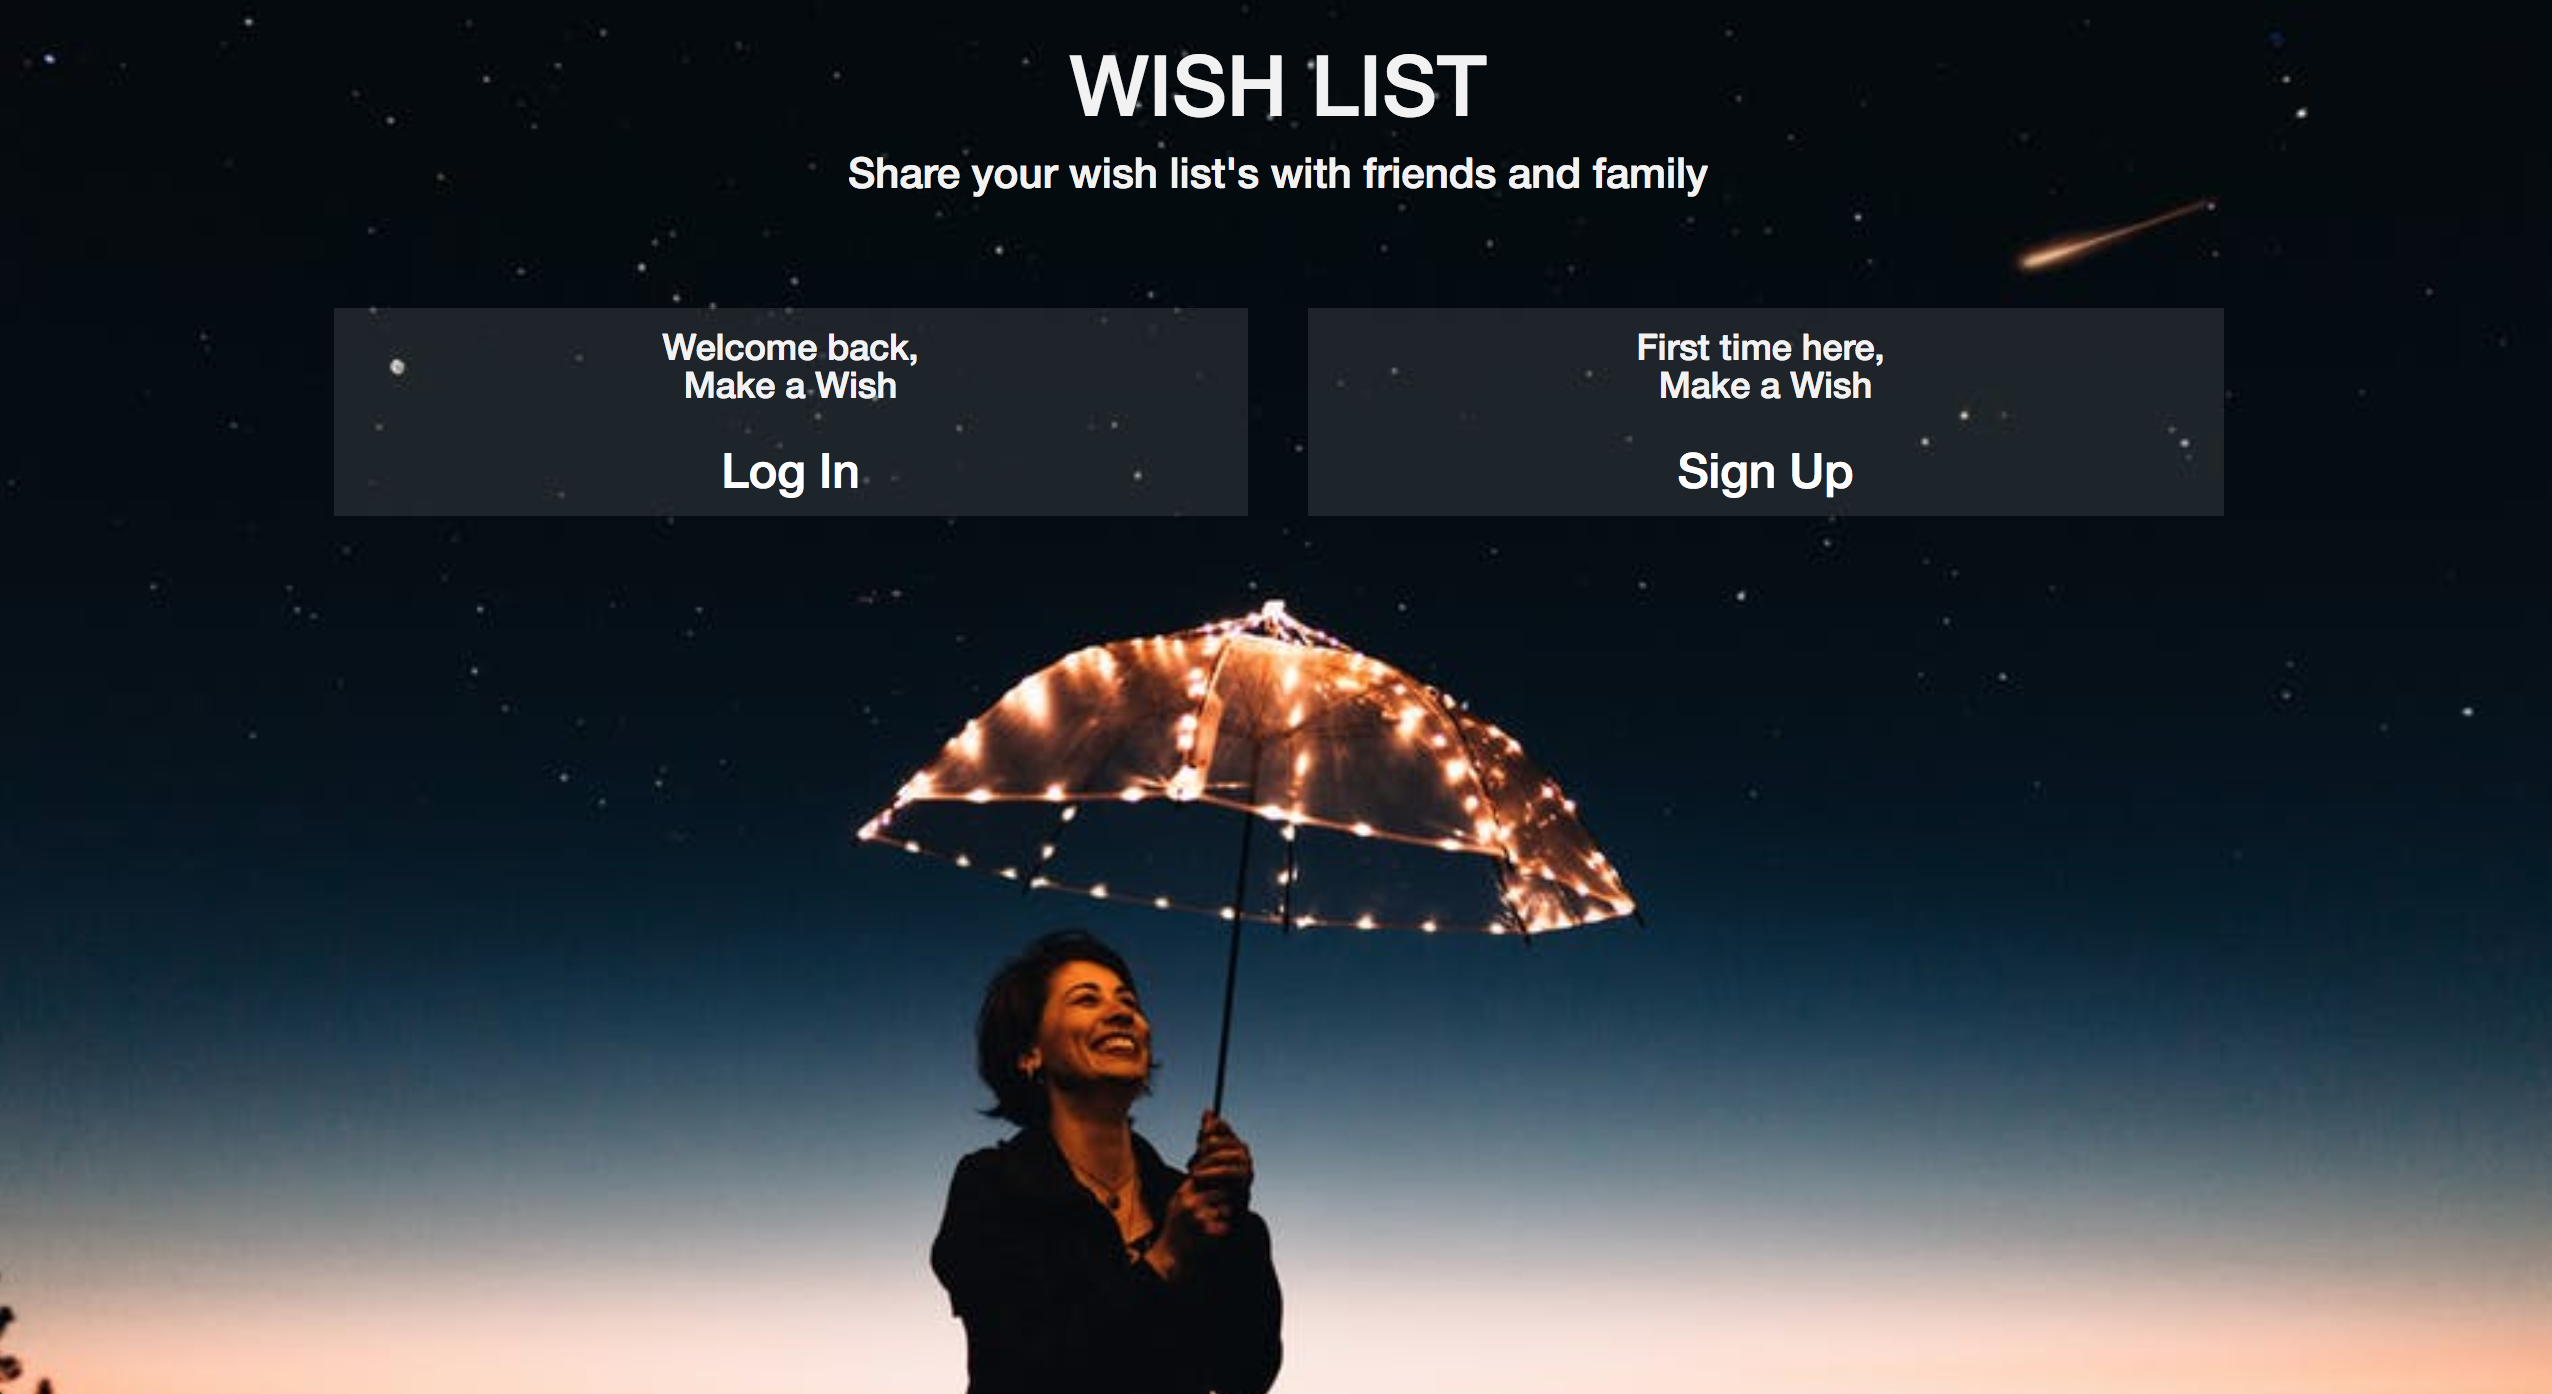 WISH LIST
Share your wish list's with friends and family
Welcome back,
Make a Wish
Log In
First time here,
Make a Wish
Sign Up